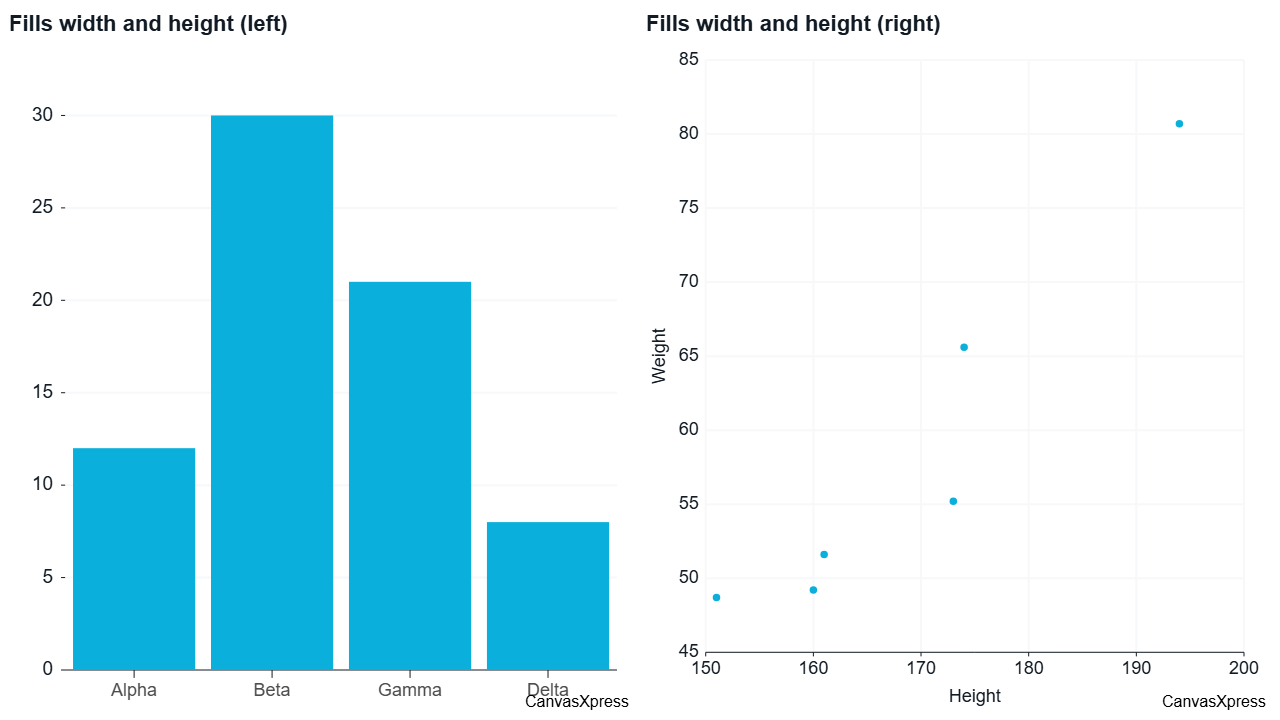 Fills width and height (left)
30
25
20
15
10
5
0
Alpha Beta Gamma Delta
CanvasXpress
Fills width and height (right)
85
80
75
70
65
60
55
50
45
Weight
150 160 170 180 190 200
Height
CanvasXpress